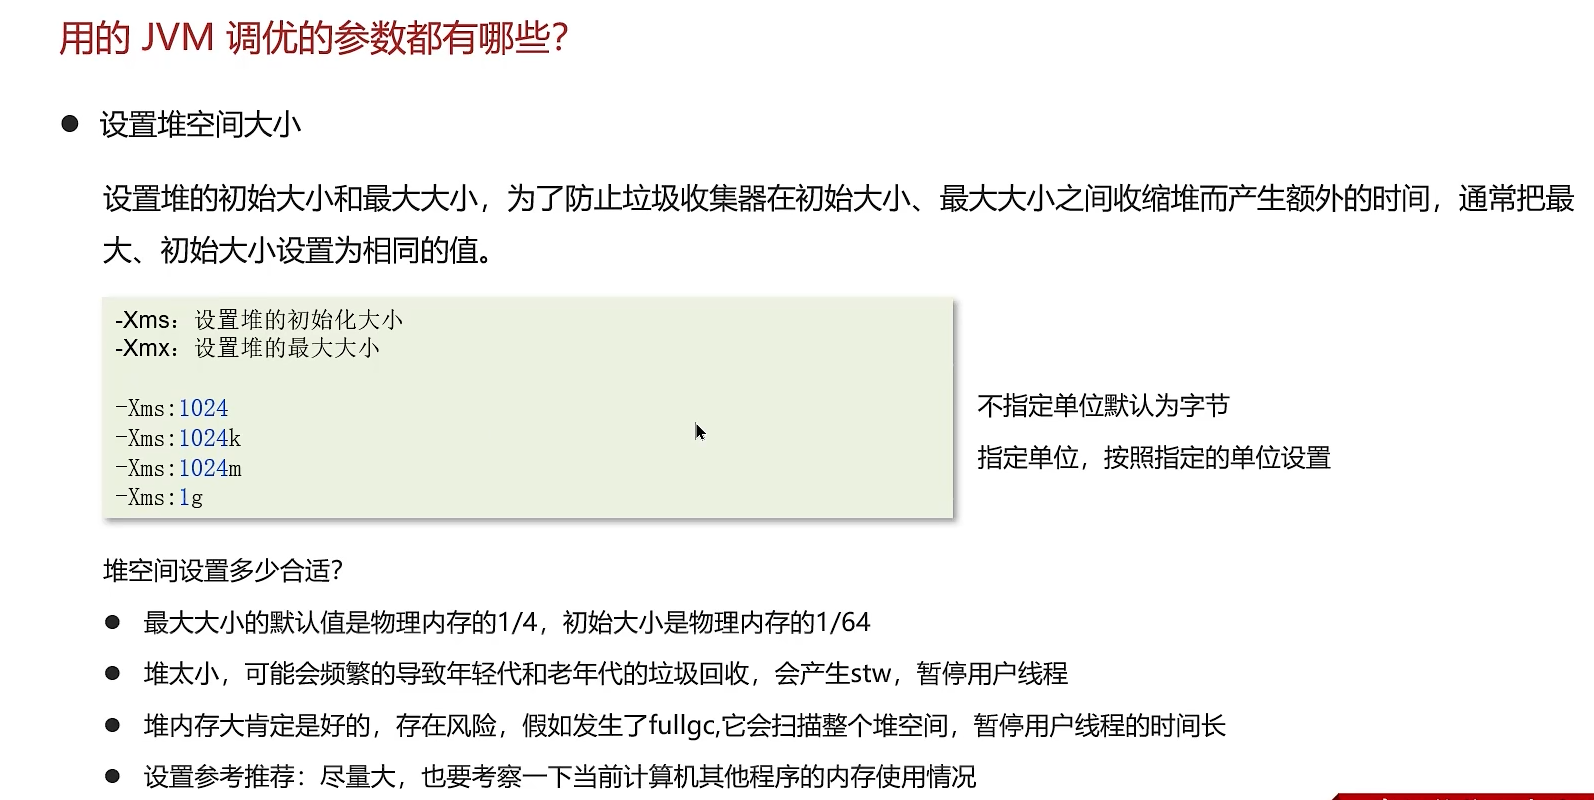 用的 JVM 调优的参数都有哪些？
设置堆空间大小
设置堆的初始大小和最大大小，为了防止垃圾收集器在初始大小、最大大小之间收缩堆而产生额外的时间，通常把最
大、初始大小设置为相同的值。
-Xms：设置堆的初始化大小
-Xmx：设置堆的最大大小
-Xms:1024
-Xms:1024k
-Xms:1024m
-Xms:1g
不指定单位默认为字节
指定单位，按照指定的单位设置
堆空间设置多少合适？
最大大小的默认值是物理内存的1/4，初始大小是物理内存的1/64
堆太小，可能会频繁的导致年轻代和老年代的垃圾回收，会产生stw，暂停用户线程
堆内存大肯定是好的，存在风险，假如发生了fullgc,它会扫描整个堆空间，暂停用户线程的时间长
设置参考推荐：尽量大，也要考察一下当前计算机其他程序的内存使用情况